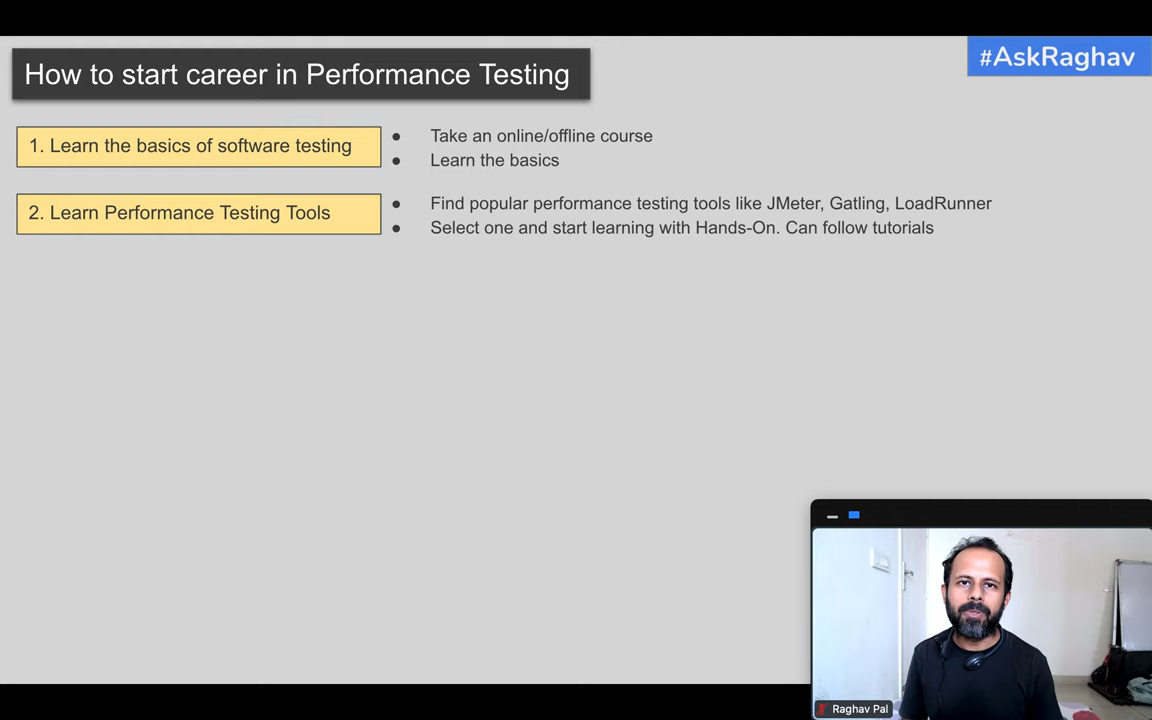 How to start career in Performance Testing
#AskRaghav
1. Learn the basics of software testing
● Take an online/offline course
● Learn the basics
2. Learn Performance Testing Tools
● Find popular performance testing tools like JMeter, Gatling, LoadRunner
● Select one and start learning with Hands-On. Can follow tutorials
Raghav Pal